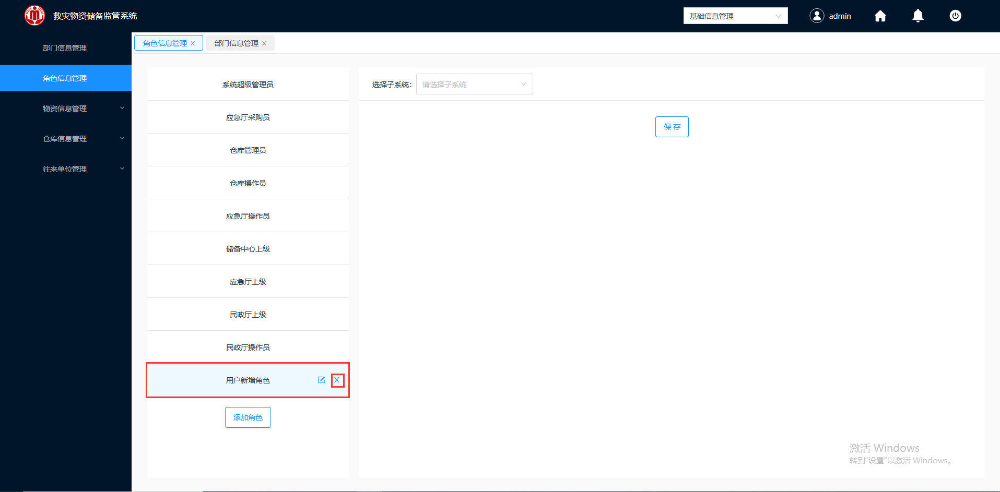 救灾物资储备监管系统
基础信息管理
admin
部门信息管理
角色信息管理
物资信息管理
仓库信息管理
往来单位管理
角色信息管理
部门信息管理
系统超级管理员
应急厅采购员
仓库管理员
仓库操作员
应急厅操作员
储备中心上级
应急厅上级
民政厅上级
民政厅操作员
用户新增角色
添加角色
选择子系统:
请选择子系统
保 存
激活 Windows
转到"设置"以激活 Windows。